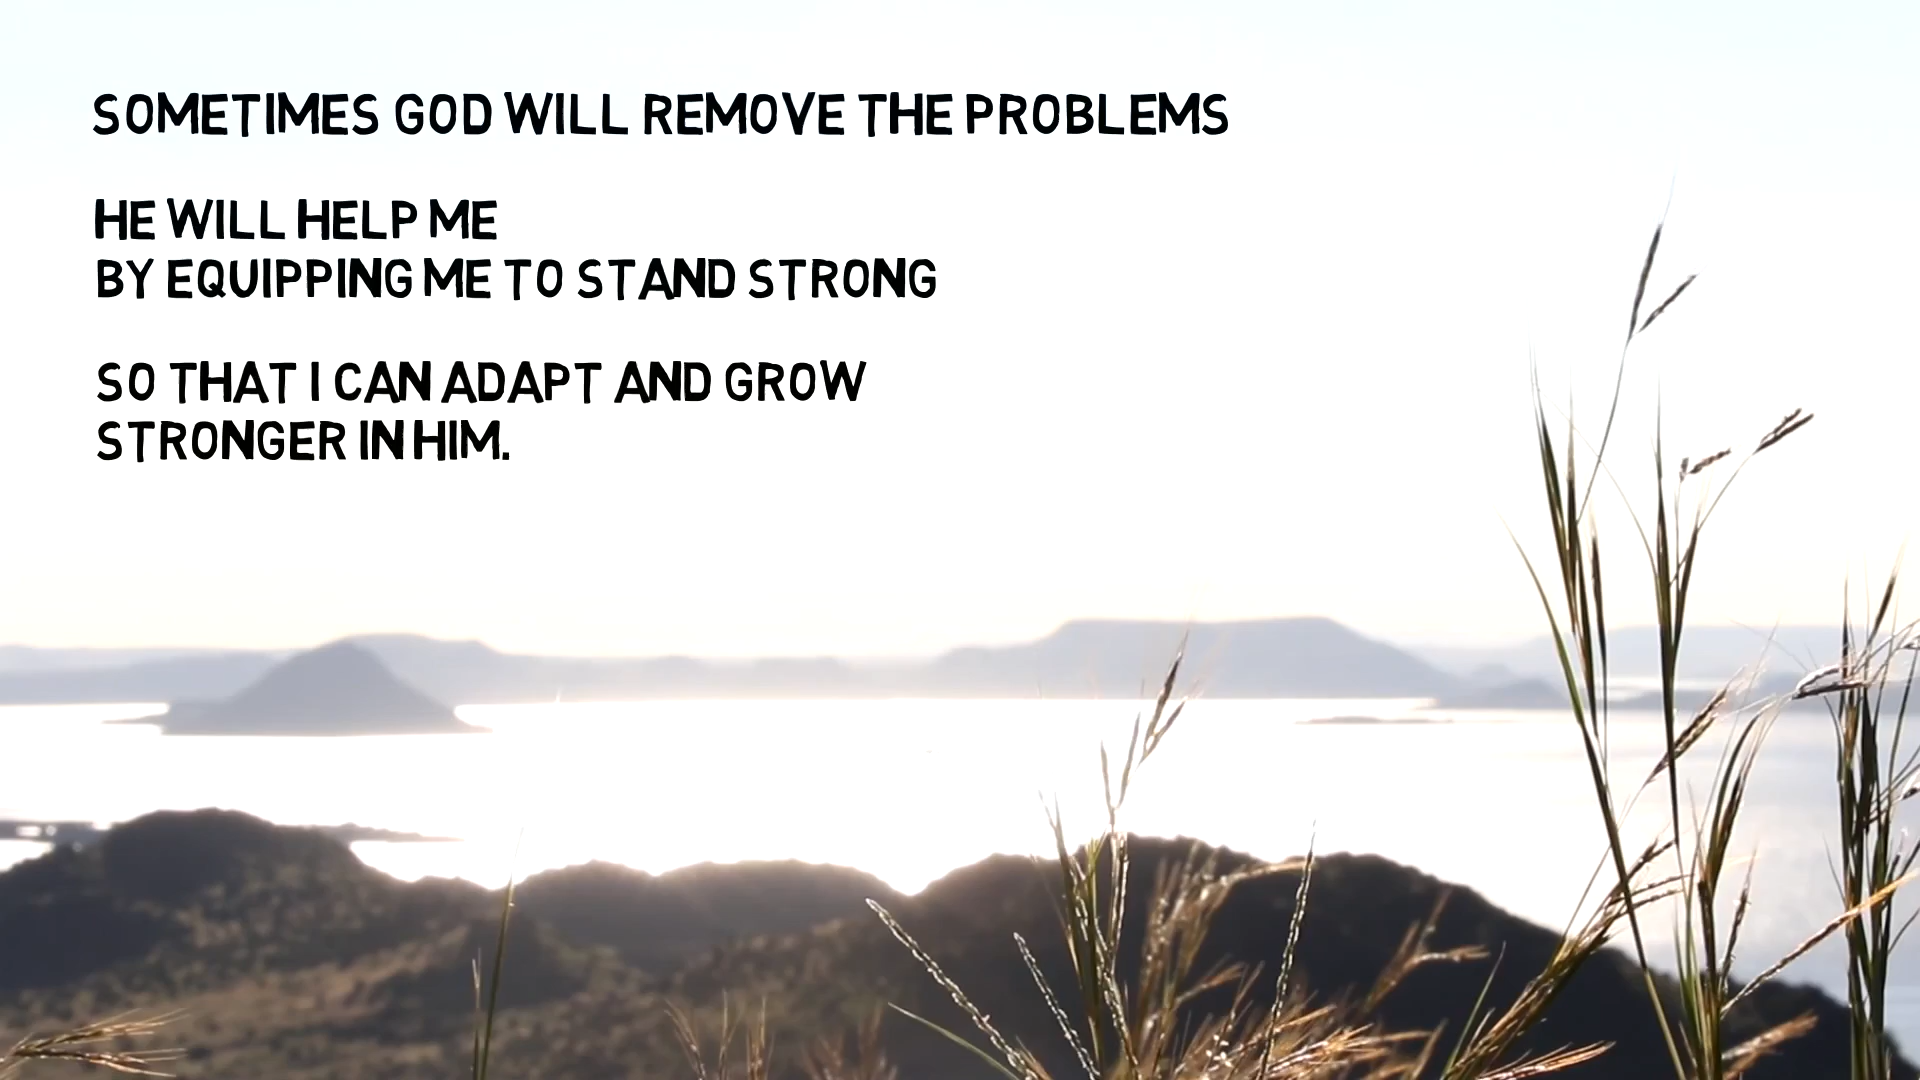 SOMETIMES GOD WILL REMOVE THE PROBLEMS
HE WILL HELP ME
BY EQUIPPING ME TO STAND STRONG
SO THAT I CAN ADAPT AND GROW
STRONGER IN HIM.